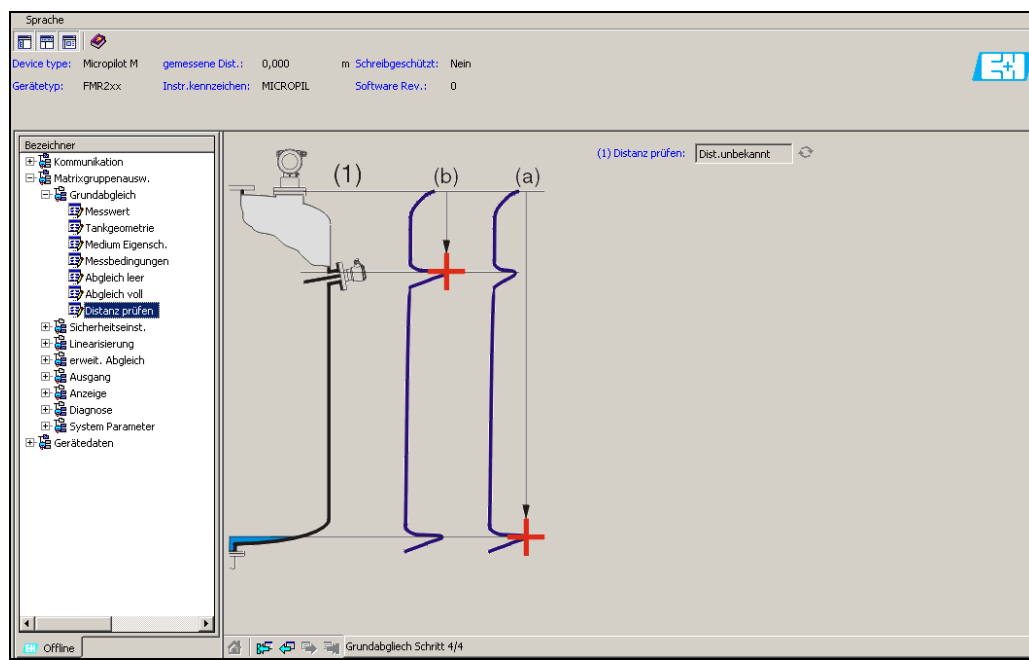 Sprache
Device type: Micropilot M gemessene Dist.: 0,000 m Schreibgeschützt: Nein
Gerätetyp: FMR2xx Instr.kennzeichen: MICROPIL Software Rev.: 0
E+H
Bezeichner
Kommunikation
Matrixgruppenausw.
Grundabgleich
Messwert
Tankgeometrie
Medium Eigensch.
Messbedingungen
Abgleich leer
Abgleich voll
Distanz prüfen
Sicherheitseinst.
Linearisierung
erweit. Abgleich
Ausgang
Anzeige
Diagnose
System Parameter
Gerätedaten
(1) (b) (a)
(1) Distanz prüfen: Dist.unbekannt
Offline
Grundabgliech Schritt 4/4